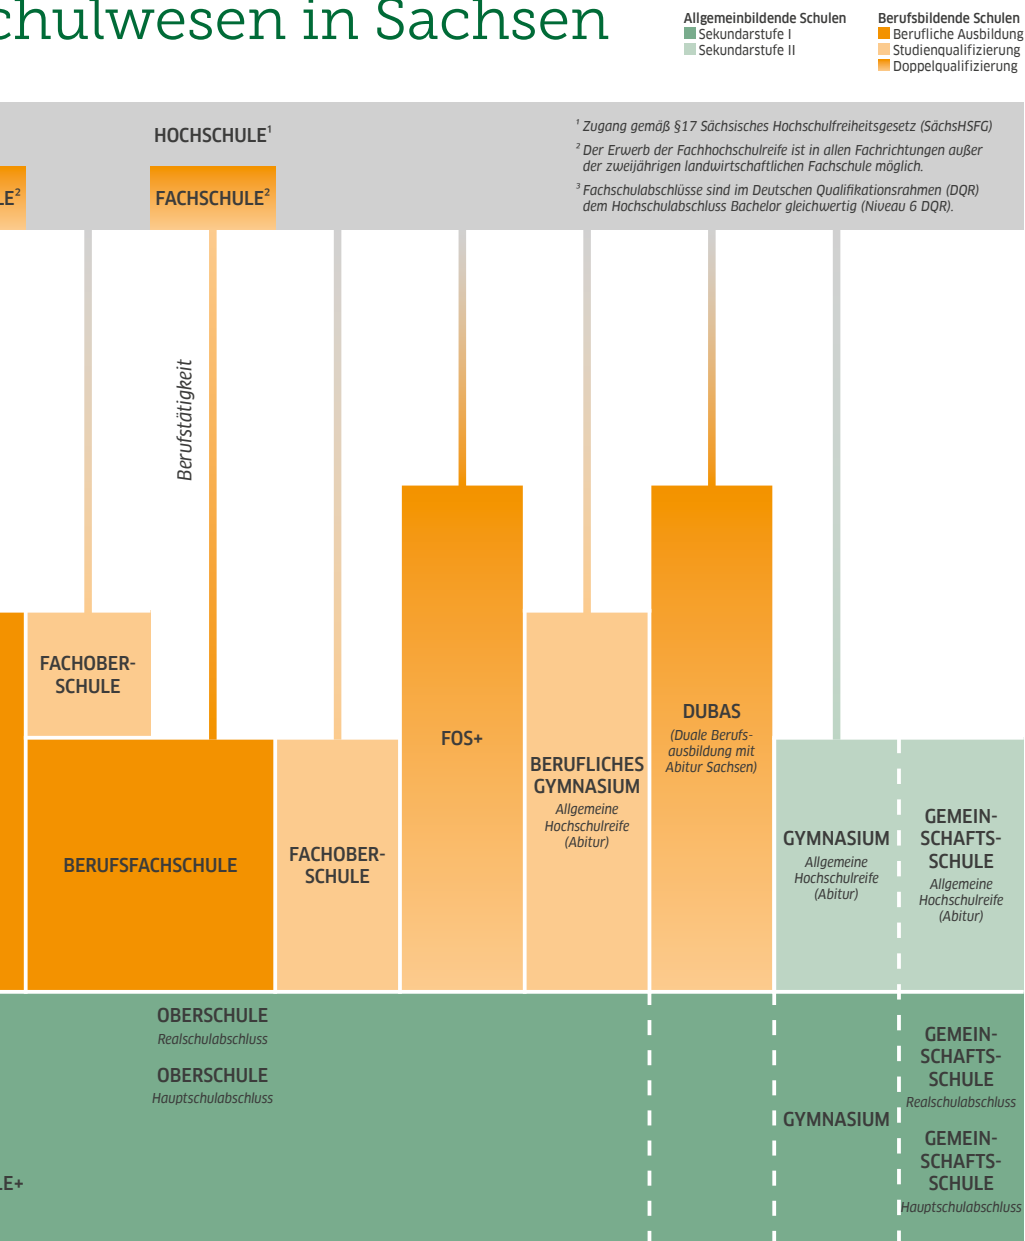 chulwesen in Sachsen
Allgemeinbildende Schulen
Sekundarstufe I
Sekundarstufe II
Berufsbildende Schulen
Berufliche Ausbildung
Studienqualifizierung
Doppelqualifizierung
HOCHSCHULE¹
¹ Zugang gemäß §17 Sächsisches Hochschulfreiheitsgesetz (SächsHSFG)
² Der Erwerb der Fachhochschulreife ist in allen Fachrichtungen außer
der zweijährigen landwirtschaftlichen Fachschule möglich.
³ Fachschulabschlüsse sind im Deutschen Qualifikationsrahmen (DQR)
dem Hochschulabschluss Bachelor gleichwertig (Niveau 6 DQR).
LE²
FACHSCHULE²
Berufstätigkeit
FACHOBER-
SCHULE
BERUFSFACHSCHULE
FACHOBER-
SCHULE
FOS+
BERUFLICHES
GYMNASIUM
Allgemeine
Hochschulreife
(Abitur)
DUBAS
(Duale Berufs-
ausbildung mit
Abitur Sachsen)
GYMNASIUM
Allgemeine
Hochschulreife
(Abitur)
GEMEIN-
SCHAFTS-
SCHULE
Allgemeine
Hochschulreife
(Abitur)
OBERSCHULE
Realschulabschluss
OBERSCHULE
Hauptschulabschluss
LE+
GYMNASIUM
GEMEIN-
SCHAFTS-
SCHULE
Realschulabschluss
GEMEIN-
SCHAFTS-
SCHULE
Hauptschulabschluss